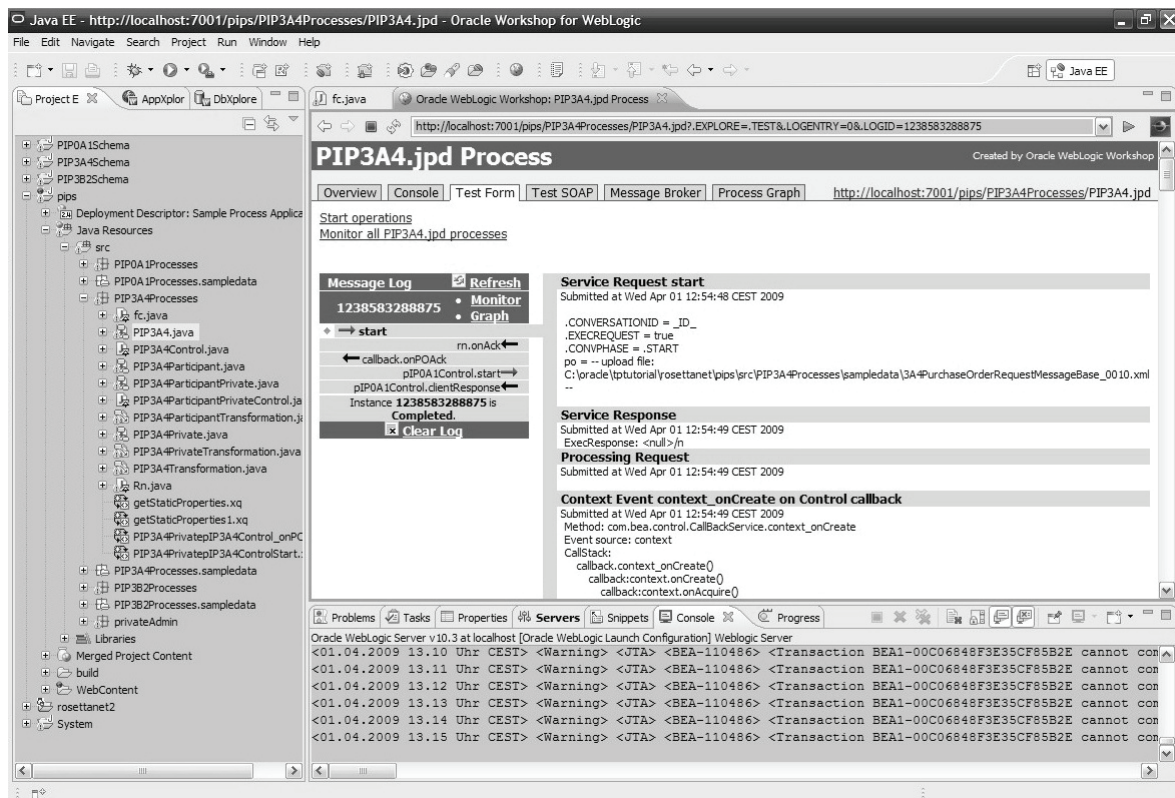 Java EE - http://localhost:7001/pips/PIP3A4Processes/PIP3A4.jpd - Oracle Workshop for WebLogic
File Edit Navigate Search Project Run Window Help
Java EE
Project E AppXplor DbXplore
PIP0A1Schema
PIP3A4Schema
PIP3B2Schema
pips
Deployment Descriptor: Sample Process Applica
Java Resources
src
PIP0A1Processes
PIP0A1Processes.sampledata
PIP3A4Processes
fc.java
PIP3A4.java
PIP3A4Control.java
PIP3A4Participant.java
PIP3A4ParticipantPrivate.java
PIP3A4ParticipantPrivateControl.ja
PIP3A4ParticipantTransformation.ja
PIP3A4Private.java
PIP3A4PrivateTransformation.java
PIP3A4Transformation.java
Rn.java
getStaticProperties.xq
getStaticProperties1.xq
PIP3A4PrivatepIP3A4Control_onPO
PIP3A4PrivatepIP3A4ControlStart.
PIP3A4Processes.sampledata
PIP3B2Processes
PIP3B2Processes.sampledata
privateAdmin
Libraries
Merged Project Content
build
WebContent
rosettanet2
System
fc.java Oracle WebLogic Workshop: PIP3A4.jpd Process
http://localhost:7001/pips/PIP3A4Processes/PIP3A4.jpd?.EXPLORE=.TEST&.LOGENTRY=0&.LOGID=1238583288875
PIP3A4.jpd Process Created by Oracle WebLogic Workshop
Overview Console Test Form Test SOAP Message Broker Process Graph http://localhost:7001/pips/PIP3A4Processes/PIP3A4.jpd
Start operations
Monitor all PIP3A4.jpd processes
Message Log Refresh
1238583288875 • Monitor
• Graph
start
rn.onAck
callback.onPOAck
pIP0A1Control.start
pIP0A1Control.clientResponse
Instance 1238583288875 is
Completed.
Clear Log
Service Request start
Submitted at Wed Apr 01 12:54:48 CEST 2009
.CONVERSATIONID = _ID_
.EXECREQUEST = true
.CONVPHASE = .START
po = -- upload file:
C:\oracle\tptutorial\rosettanet\pips\src\PIP3A4Processes\sampledata\3A4PurchaseOrderRequestMessageBase_0010.xml
--
Service Response
Submitted at Wed Apr 01 12:54:49 CEST 2009
ExecResponse: <null>/n
Processing Request
Submitted at Wed Apr 01 12:54:49 CEST 2009
Context Event context_onCreate on Control callback
Submitted at Wed Apr 01 12:54:49 CEST 2009
Method: com.bea.control.CallBackService.context_onCreate
Event source: context
CallStack:
callback.context_onCreate()
callback:context.onCreate()
callback:context.onAcquire()
Problems Tasks Properties Servers Snippets Console Progress
Oracle WebLogic Server v10.3 at localhost [Oracle WebLogic Launch Configuration] Weblogic Server
<01.04.2009 13.10 Uhr CEST> <Warning> <JTA> <BEA-110486> <Transaction BEA1-00C06848F3E35CF85B2E cannot com
<01.04.2009 13.11 Uhr CEST> <Warning> <JTA> <BEA-110486> <Transaction BEA1-00C06848F3E35CF85B2E cannot com
<01.04.2009 13.12 Uhr CEST> <Warning> <JTA> <BEA-110486> <Transaction BEA1-00C06848F3E35CF85B2E cannot com
<01.04.2009 13.13 Uhr CEST> <Warning> <JTA> <BEA-110486> <Transaction BEA1-00C06848F3E35CF85B2E cannot com
<01.04.2009 13.14 Uhr CEST> <Warning> <JTA> <BEA-110486> <Transaction BEA1-00C06848F3E35CF85B2E cannot com
<01.04.2009 13.15 Uhr CEST> <Warning> <JTA> <BEA-110486> <Transaction BEA1-00C06848F3E35CF85B2E cannot com